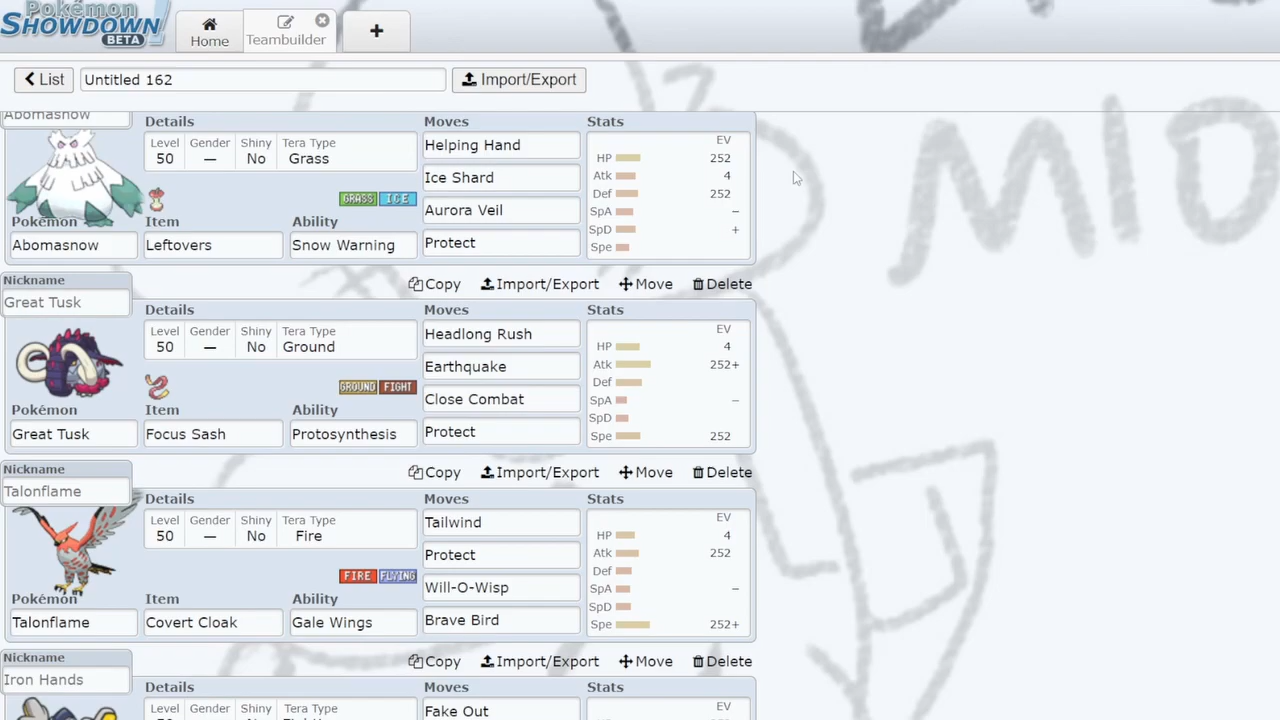 Pokémon
SHOWDOWN!
BETA
Home
Teambuilder
+
List
Untitled 162
Import/Export
MIO
Abomasnow
Details
Moves
Stats
Level Gender Shiny Tera Type
50 — No Grass
GRASS ICE
Pokémon Item Ability
Abomasnow Leftovers Snow Warning
Helping Hand
Ice Shard
Aurora Veil
Protect
EV
HP 252
Atk 4
Def 252
SpA −
SpD +
Spe
Copy Import/Export Move Delete
Nickname
Great Tusk
Details
Moves
Stats
Level Gender Shiny Tera Type
50 — No Ground
GROUND FIGHT
Pokémon Item Ability
Great Tusk Focus Sash Protosynthesis
Headlong Rush
Earthquake
Close Combat
Protect
EV
HP 4
Atk 252+
Def
SpA −
SpD
Spe 252
Copy Import/Export Move Delete
Nickname
Talonflame
Details
Moves
Stats
Level Gender Shiny Tera Type
50 — No Fire
FIRE FLYING
Pokémon Item Ability
Talonflame Covert Cloak Gale Wings
Tailwind
Protect
Will-O-Wisp
Brave Bird
EV
HP 4
Atk 252
Def
SpA −
SpD
Spe 252+
Copy Import/Export Move Delete
Nickname
Iron Hands
Details
Moves
Stats
Level Gender Shiny Tera Type
Fake Out
EV